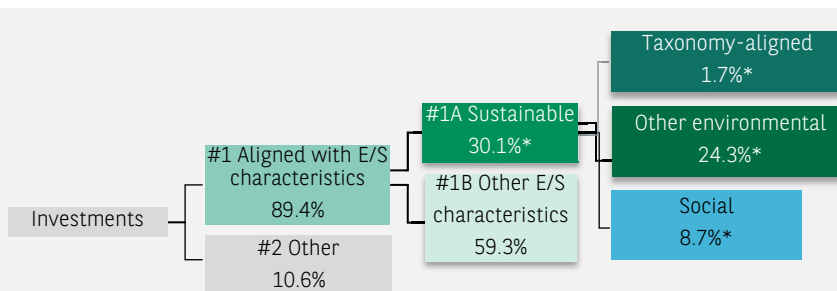 Investments
#1 Aligned with E/S
characteristics
89.4%
#2 Other
10.6%
#1A Sustainable
30.1%*
#1B Other E/S
characteristics
59.3%
Taxonomy-aligned
1.7%*
Other environmental
24.3%*
Social
8.7%*